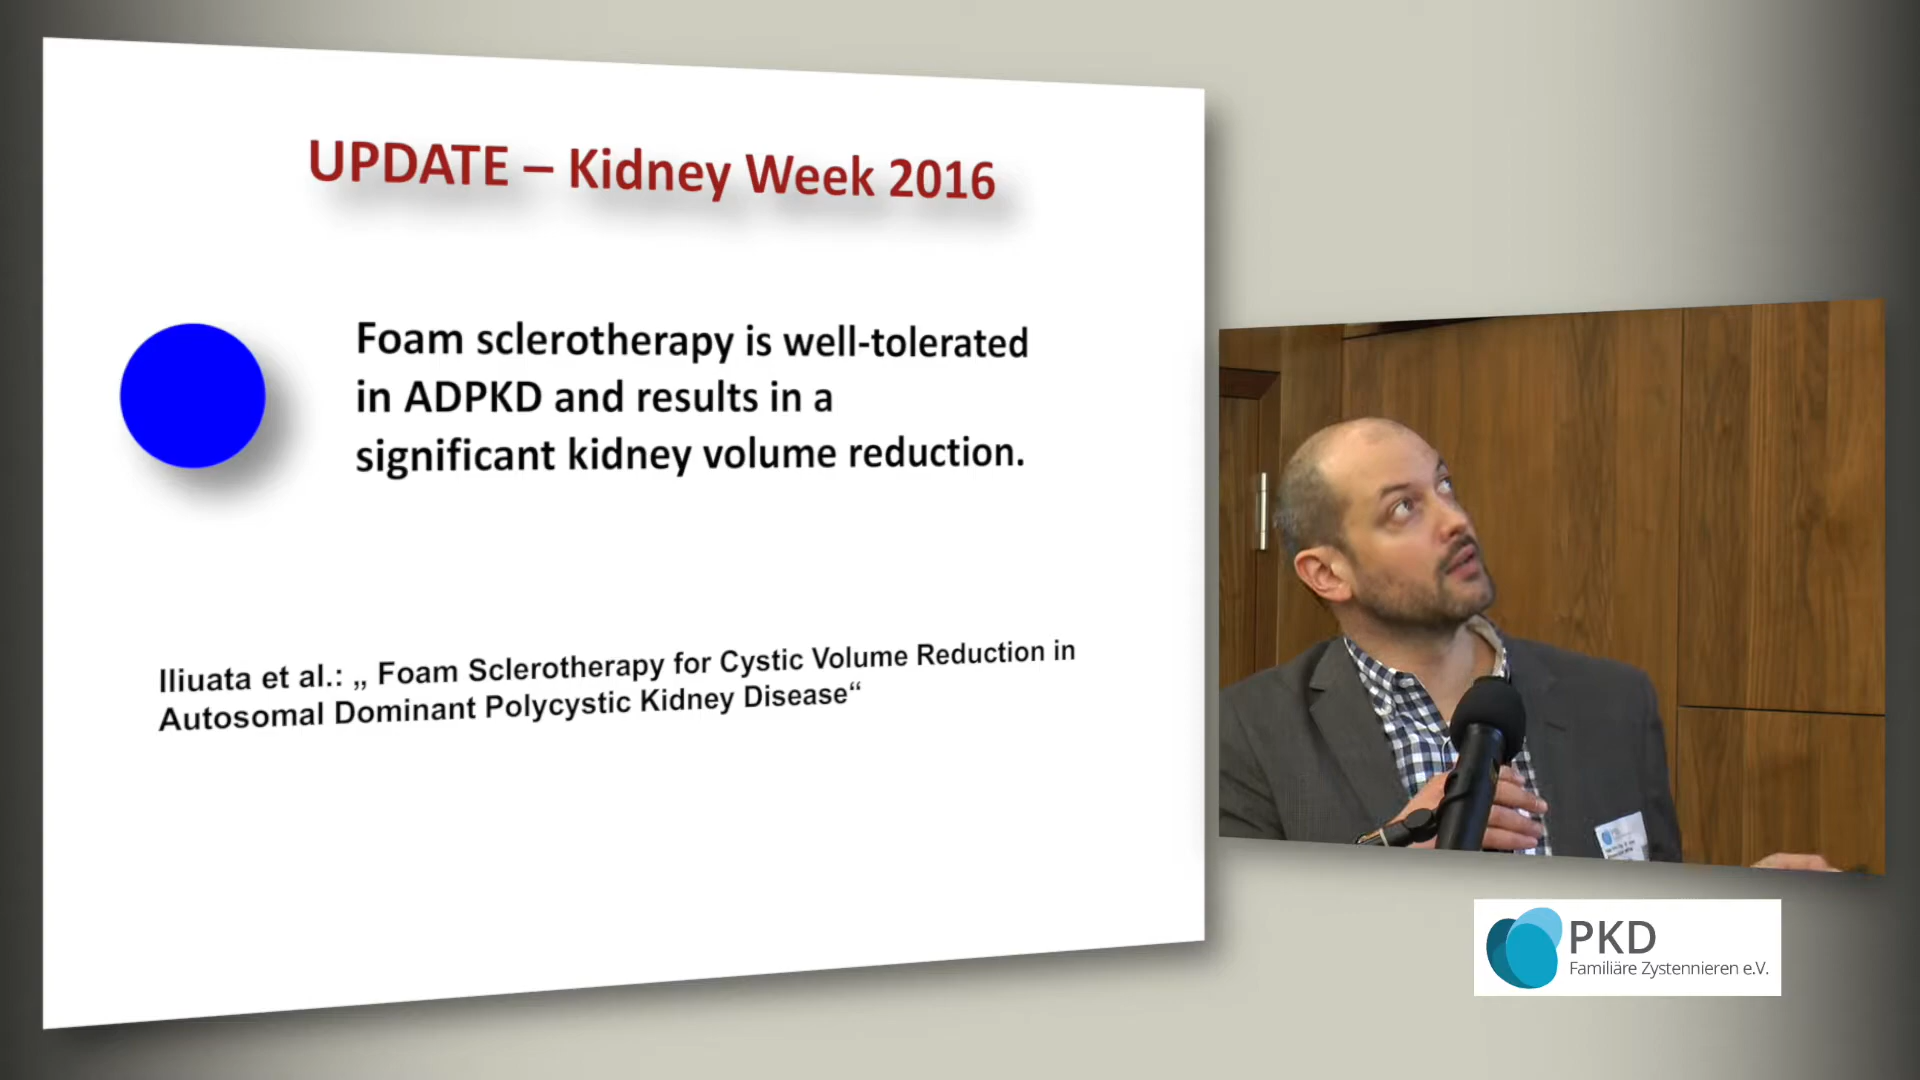 UPDATE – Kidney Week 2016
Foam sclerotherapy is well-tolerated
in ADPKD and results in a
significant kidney volume reduction.
Iliuata et al.: „ Foam Sclerotherapy for Cystic Volume Reduction in
Autosomal Dominant Polycystic Kidney Disease“
PKD
Familiäre Zystennieren e.V.